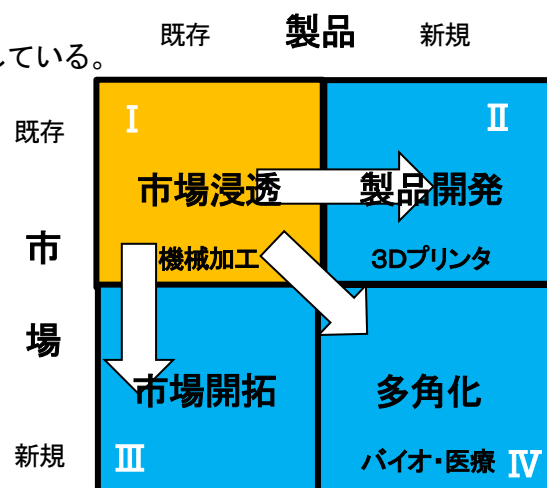 既存 製品 新規
している。
既存 Ⅰ Ⅱ
市場浸透 製品開発
市 機械加工 3Dプリンタ
場
市場開拓 多角化
新規 Ⅲ バイオ・医療 Ⅳ